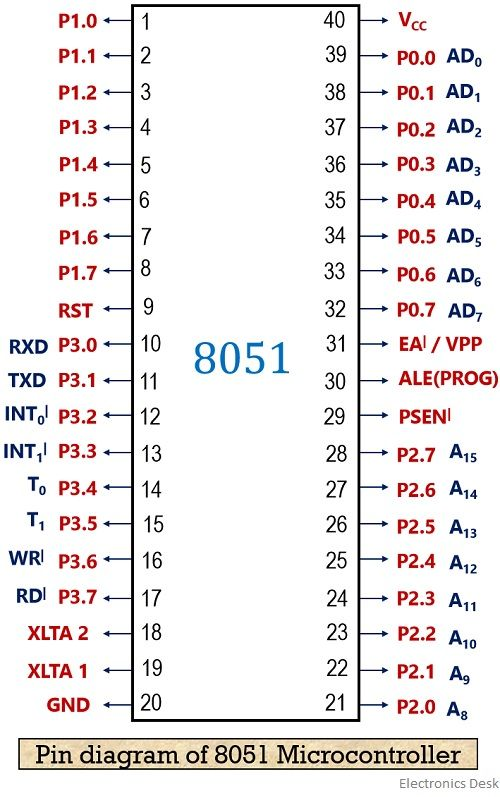 P1.0 1 40 VCC
P1.1 2 39 P0.0 AD0
P1.2 3 38 P0.1 AD1
P1.3 4 37 P0.2 AD2
P1.4 5 36 P0.3 AD3
P1.5 6 35 P0.4 AD4
P1.6 7 34 P0.5 AD5
P1.7 8 33 P0.6 AD6
RST 9 32 P0.7 AD7
RXD P3.0 10 31 EA| / VPP
8051
TXD P3.1 11 30 ALE(PROG)
INT0| P3.2 12 29 PSEN|
INT1| P3.3 13 28 P2.7 A15
T0 P3.4 14 27 P2.6 A14
T1 P3.5 15 26 P2.5 A13
WR| P3.6 16 25 P2.4 A12
RD| P3.7 17 24 P2.3 A11
XLTA 2 18 23 P2.2 A10
XLTA 1 19 22 P2.1 A9
GND 20 21 P2.0 A8
Pin diagram of 8051 Microcontroller
Electronics Desk